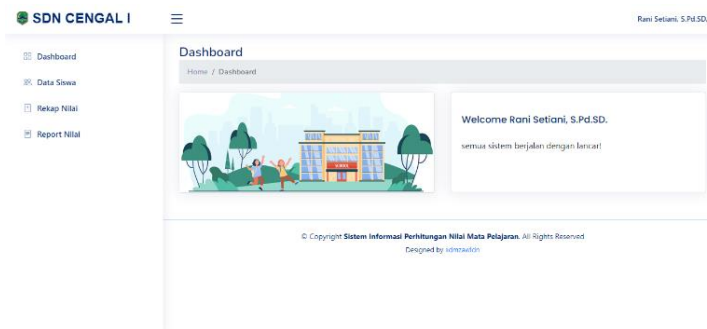 SDN CENGAL I
Rani Setiani, S.Pd.SD.
Dashboard
Data Siswa
Rekap Nilai
Report Nilai
Dashboard
Home / Dashboard
Welcome Rani Setiani, S.Pd.SD.
semua sistem berjalan dengan lancar!
© Copyright Sistem Informasi Perhitungan Nilai Mata Pelajaran. All Rights Reserved
Designed by